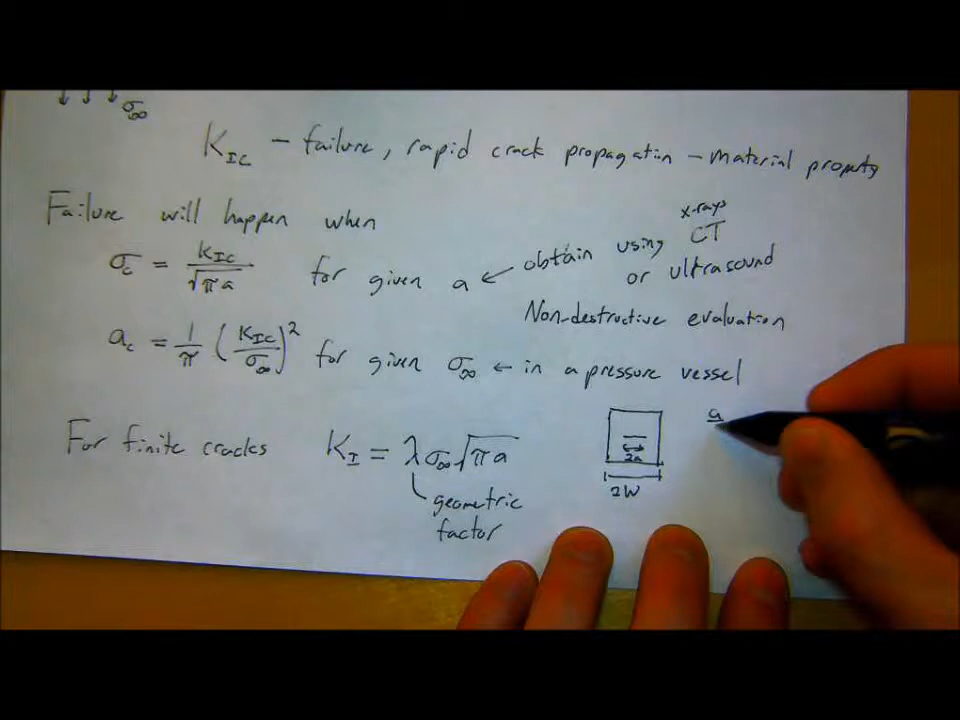 σ∞
K_IC - failure, rapid crack propagation - material property
Failure will happen when
x-rays
CT
σ_c = K_IC / √(πa) for given a ← obtain using
or ultrasound
Non-destructive evaluation
a_c = 1/π (K_IC/σ∞)² for given σ∞ ← in a pressure vessel
For finite cracks K_I = λσ∞√(πa)
geometric
factor
2a
2W
a